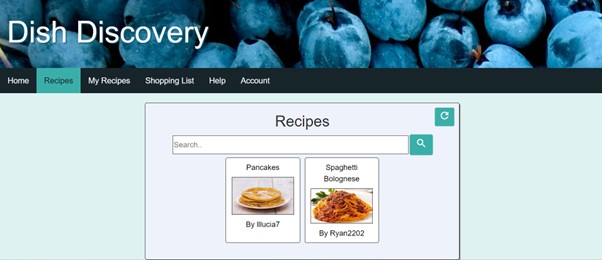 Dish Discovery
Home Recipes My Recipes Shopping List Help Account
Recipes
Search..
Pancakes
By Illucia7
Spaghetti
Bolognese
By Ryan2202